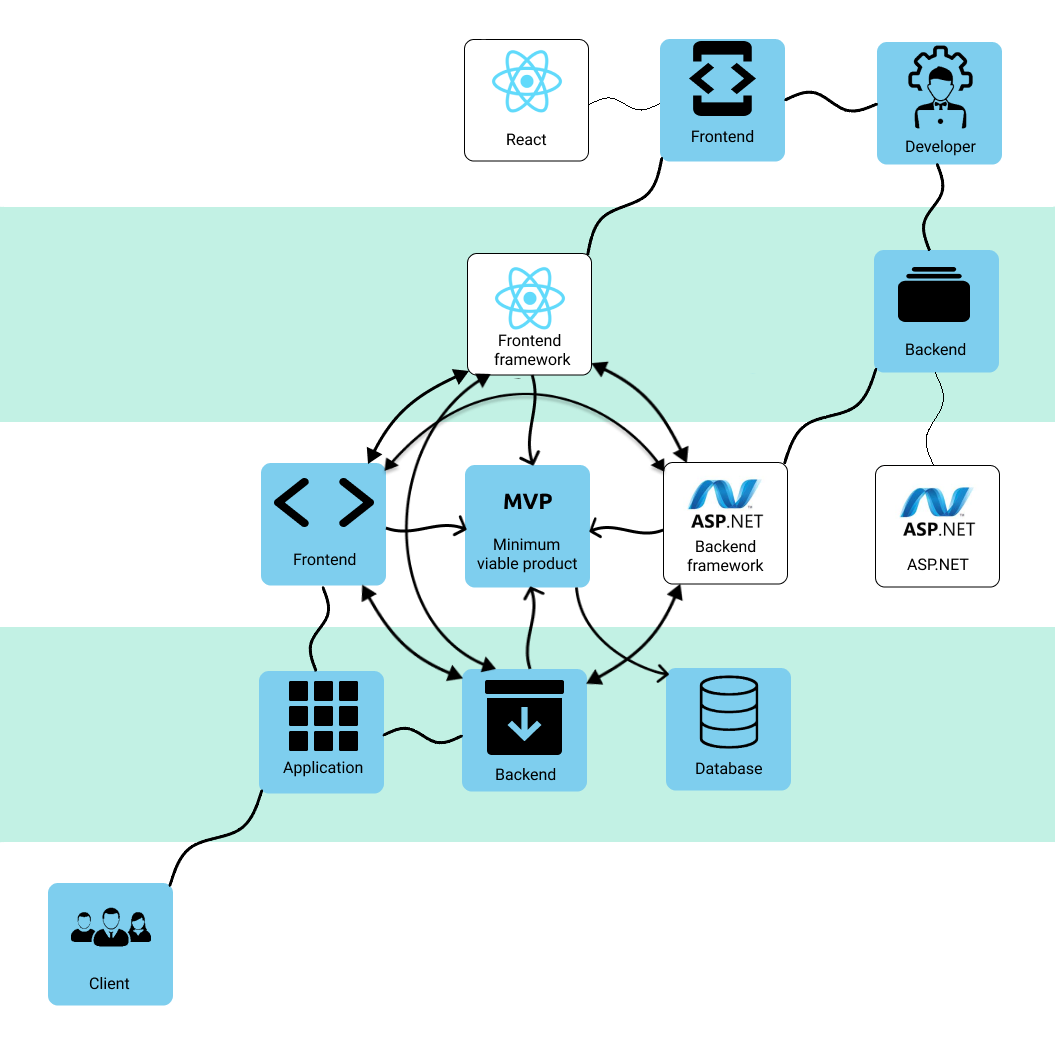 React
Frontend
Developer
Frontend
framework
Backend
Frontend
MVP
Minimum
viable product
ASP.NET
Backend
framework
ASP.NET
ASP.NET
Application
Backend
Database
Client